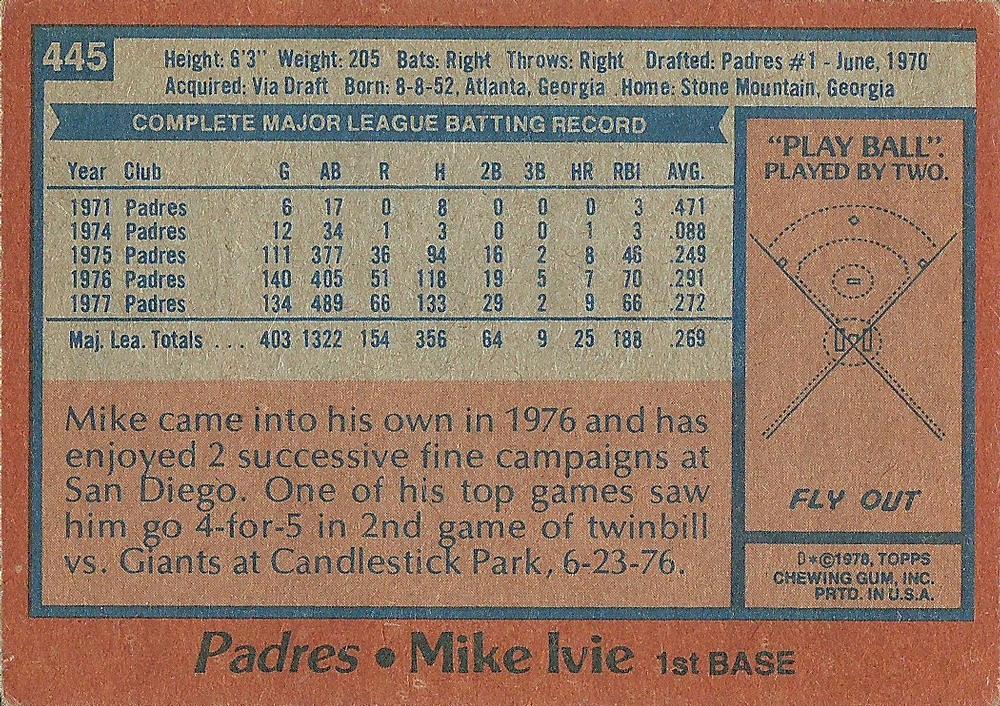 445
Height: 6'3" Weight: 205 Bats: Right Throws: Right Drafted: Padres #1 - June, 1970
Acquired: Via Draft Born: 8-8-52, Atlanta, Georgia Home: Stone Mountain, Georgia
COMPLETE MAJOR LEAGUE BATTING RECORD
Year Club G AB R H 2B 3B HR RBI AVG.
1971 Padres 6 17 0 8 0 0 0 3 .471
1974 Padres 12 34 1 3 0 0 1 3 .088
1975 Padres 111 377 36 94 16 2 8 46 .249
1976 Padres 140 405 51 118 19 5 7 70 .291
1977 Padres 134 489 66 133 29 2 9 66 .272
Maj. Lea. Totals ... 403 1322 154 356 64 9 25 188 .269
Mike came into his own in 1976 and has
enjoyed 2 successive fine campaigns at
San Diego. One of his top games saw
him go 4-for-5 in 2nd game of twinbill
vs. Giants at Candlestick Park, 6-23-76.
"PLAY BALL".
PLAYED BY TWO.
FLY OUT
D*©1978, TOPPS
CHEWING GUM, INC.
PRTD. IN U.S.A.
Padres • Mike Ivie 1st BASE